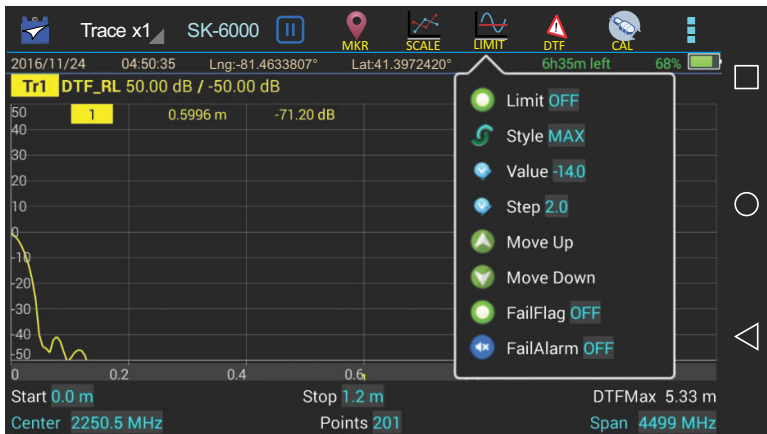 Trace x1 SK-6000 MKR SCALE LIMIT DTF CAL
2016/11/24 04:50:35 Lng:-81.4633807° Lat:41.3972420° 6h35m left 68%
Tr1 DTF_RL 50.00 dB / -50.00 dB
50 1 0.5996 m -71.20 dB
40
30
20
10
0
-10
-20
-30
-40
-50
0 0.2 0.4 0.6
Limit OFF
Style MAX
Value -14.0
Step 2.0
Move Up
Move Down
FailFlag OFF
FailAlarm OFF
Start 0.0 m Stop 1.2 m DTFMax 5.33 m
Center 2250.5 MHz Points 201 Span 4499 MHz